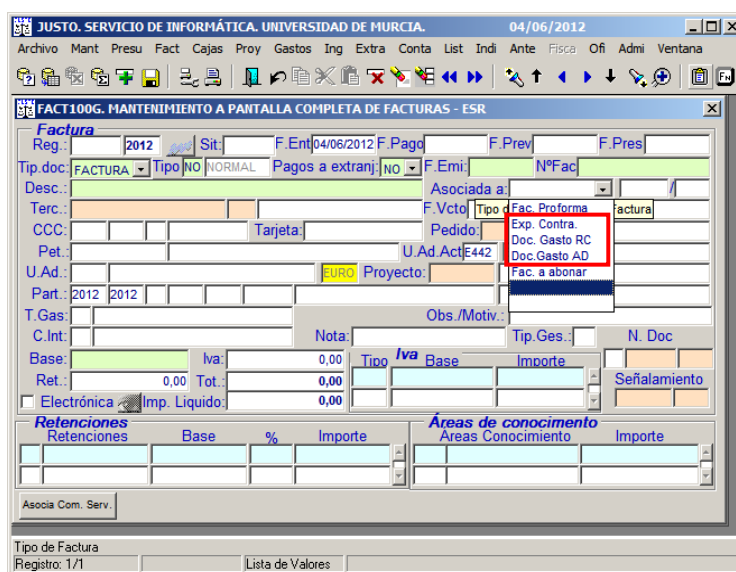 JUSTO. SERVICIO DE INFORMÁTICA. UNIVERSIDAD DE MURCIA. 04/06/2012
Archivo Mant Presu Fact Cajas Proy Gastos Ing Extra Conta List Indi Ante Fisca Ofi Admi Ventana
FACT100G. MANTENIMIENTO A PANTALLA COMPLETA DE FACTURAS - ESR
Factura
Reg.: 2012 Sit: F.Ent 04/06/2012 F.Pago F.Prev F.Pres
Tip.doc: FACTURA Tipo NO NORMAL Pagos a extranj: NO F.Emi: NºFac
Desc.: Asociada a: /
Terc.: F.Vcto Tipo d Fac. Proforma Factura
CCC: Tarjeta: Pedido: Exp. Contra.
Doc. Gasto RC
Pet.: U.Ad.Act E442 Doc.Gasto AD
U.Ad.: EURO Proyecto: Fac. a abonar
Part.: 2012 2012
T.Gas: Obs./Motiv.:
C.Int: Nota: Tip.Ges.: N. Doc
Base: Iva: 0,00 Tipo Iva Base Importe
Ret.: 0,00 Tot.: 0,00 Señalamiento
Electrónica Imp. Liquido: 0,00
Retenciones Áreas de conocimento
Retenciones Base % Importe Áreas Conocimiento Importe
Asocia Com. Serv.
Tipo de Factura
Registro: 1/1 Lista de Valores